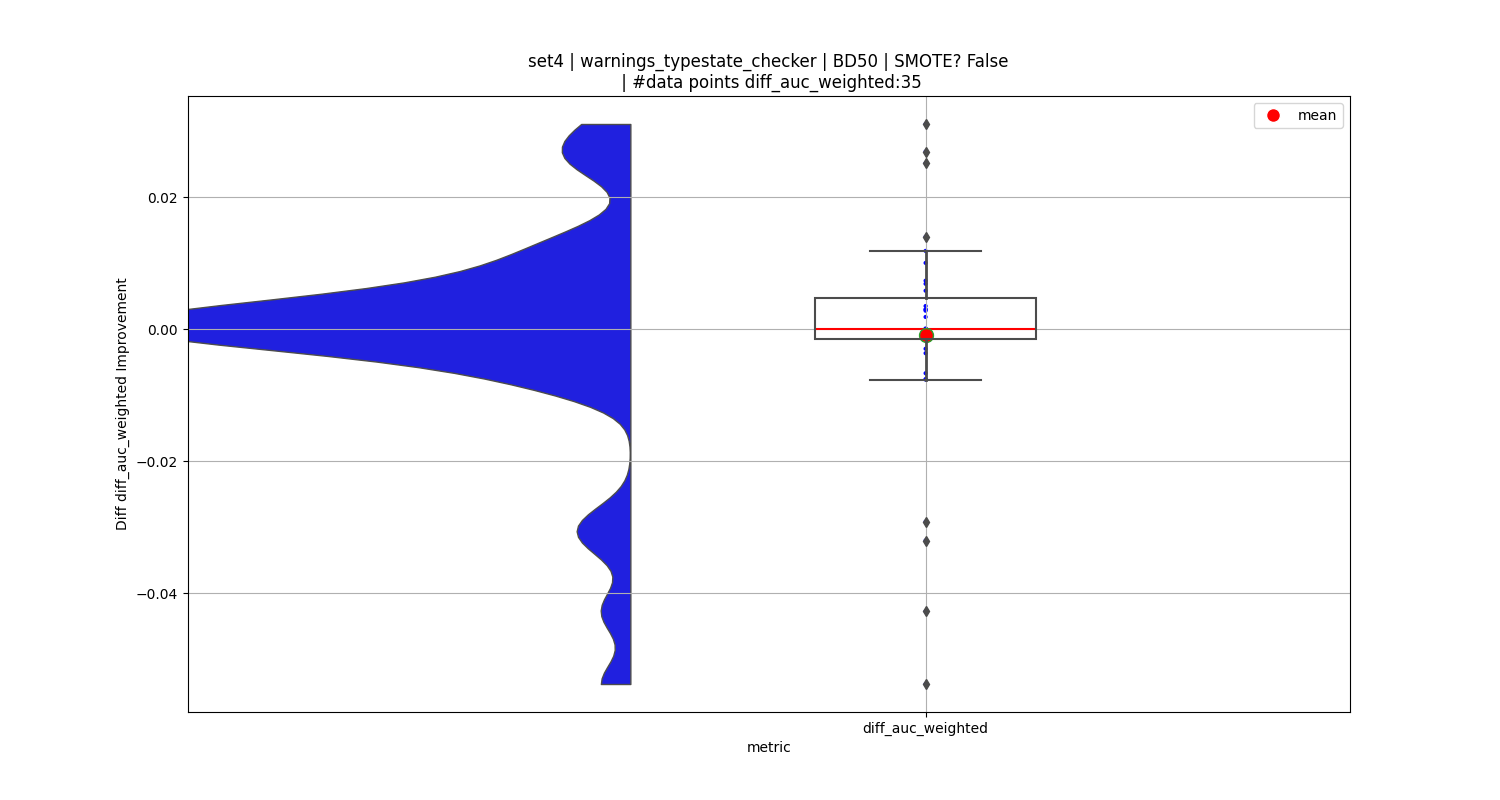 set4 | warnings_typestate_checker | BD50 | SMOTE? False
| #data points diff_auc_weighted:35
mean
0.02
0.00
−0.02
−0.04
Diff diff_auc_weighted Improvement
diff_auc_weighted
metric